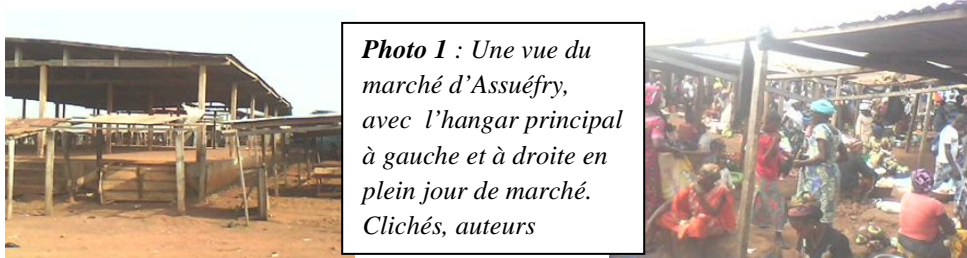 Photo 1 : Une vue du
marché d'Assuéfry,
avec l'hangar principal
à gauche et à droite en
plein jour de marché.
Clichés, auteurs